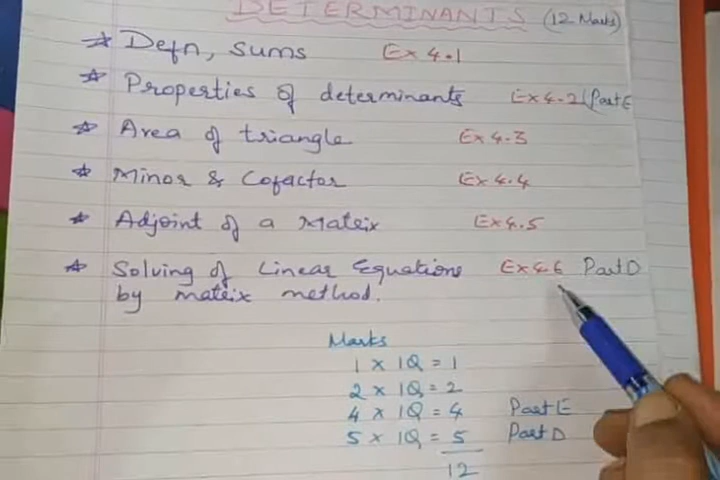 DETERMINANTS (12 Marks)
☆ Defn, Sums Ex 4.1
☆ Properties of determinants Ex 4.2 (Part E
☆ Area of triangle Ex 4.3
☆ Minor & Cofactor Ex 4.4
☆ Adjoint of a Matrix Ex 4.5
☆ Solving of Linear Equations Ex 4.6 Part D
by matrix method.
Marks
1 x 1Q = 1
2 x 1Q = 2
4 x 1Q = 4 Part E
5 x 1Q = 5 Part D
12